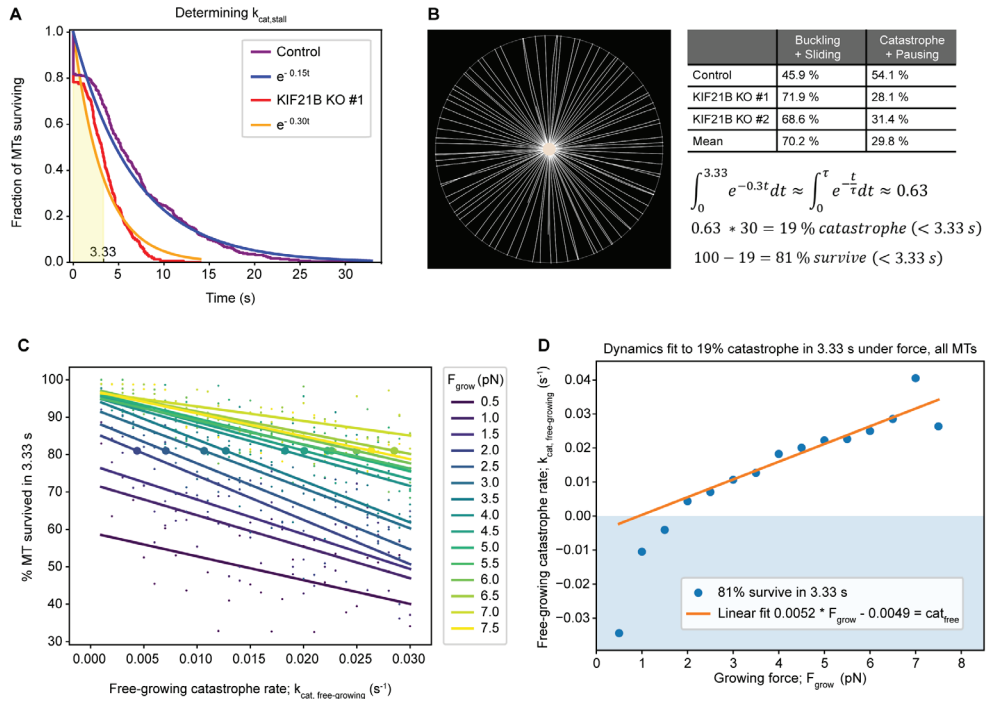 A
Determining k_cat,stall
Fraction of MTs surviving
1.0
0.8
0.6
0.4
0.2
0.0
Control
e^-0.15t
KIF21B KO #1
e^-0.30t
3.33
0 5 10 15 20 25 30
Time (s)
B
Buckling + Sliding
Catastrophe + Pausing
Control 45.9 % 54.1 %
KIF21B KO #1 71.9 % 28.1 %
KIF21B KO #2 68.6 % 31.4 %
Mean 70.2 % 29.8 %
∫_0^3.33 e^-0.3t dt ≈ ∫_0^τ e^-t/τ dt ≈ 0.63
0.63 * 30 = 19 % catastrophe (< 3.33 s)
100 − 19 = 81 % survive (< 3.33 s)
C
% MT survived in 3.33 s
100
90
80
70
60
50
40
30
0.000 0.005 0.010 0.015 0.020 0.025 0.030
Free-growing catastrophe rate; k_cat, free-growing (s⁻¹)
F_grow (pN)
0.5
1.0
1.5
2.0
2.5
3.0
3.5
4.0
4.5
5.0
5.5
6.0
6.5
7.0
7.5
D
Dynamics fit to 19% catastrophe in 3.33 s under force, all MTs
Free-growing catastrophe rate; k_cat, free-growing (s⁻¹)
0.04
0.03
0.02
0.01
0.00
−0.01
−0.02
−0.03
81% survive in 3.33 s
Linear fit 0.0052 * F_grow - 0.0049 = cat_free
0 1 2 3 4 5 6 7 8
Growing force; F_grow (pN)